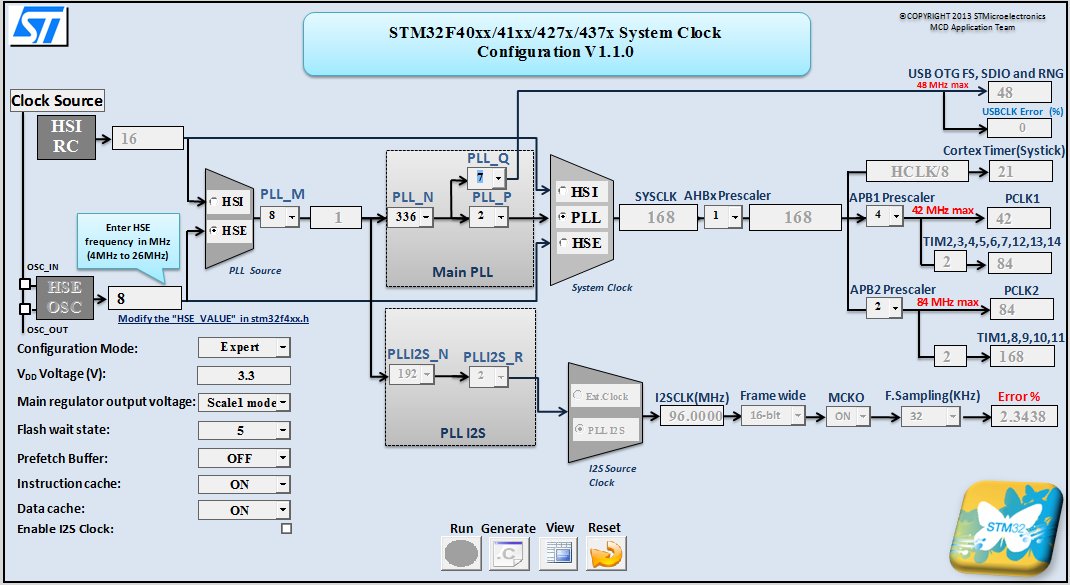 ST
©COPYRIGHT 2013 STMicroelectronics
MCD Application Team
STM32F40xx/41xx/427x/437x System Clock
Configuration V1.1.0
USB OTG FS, SDIO and RNG
48 MHz max
48
USBCLK Error (%)
0
Clock Source
HSI
RC
16
Cortex Timer(Systick)
HCLK/8
21
PLL_M
8
1
HSI
HSE
PLL Source
PLL_Q
7
PLL_N
336
PLL_P
2
Main PLL
HSI
PLL
HSE
System Clock
SYSCLK
168
AHBx Prescaler
1
168
APB1 Prescaler
4
42 MHz max
PCLK1
42
TIM2,3,4,5,6,7,12,13,14
2
84
APB2 Prescaler
2
84 MHz max
PCLK2
84
TIM1,8,9,10,11
2
168
Enter HSE
frequency in MHz
(4MHz to 26MHz)
OSC_IN
HSE
OSC
OSC_OUT
8
Modify the "HSE_VALUE" in stm32f4xx.h
PLLI2S_N
192
PLLI2S_R
2
PLL I2S
Ext.Clock
PLL I2S
I2S Source
Clock
I2SCLK(MHz)
96.0000
Frame wide
16-bit
MCKO
ON
F.Sampling(KHz)
32
Error %
2.3438
Configuration Mode:
Expert
VDD Voltage (V):
3.3
Main regulator output voltage:
Scale1 mode
Flash wait state:
5
Prefetch Buffer:
OFF
Instruction cache:
ON
Data cache:
ON
Enable I2S Clock:
Run
Generate
View
Reset
.C
STM32